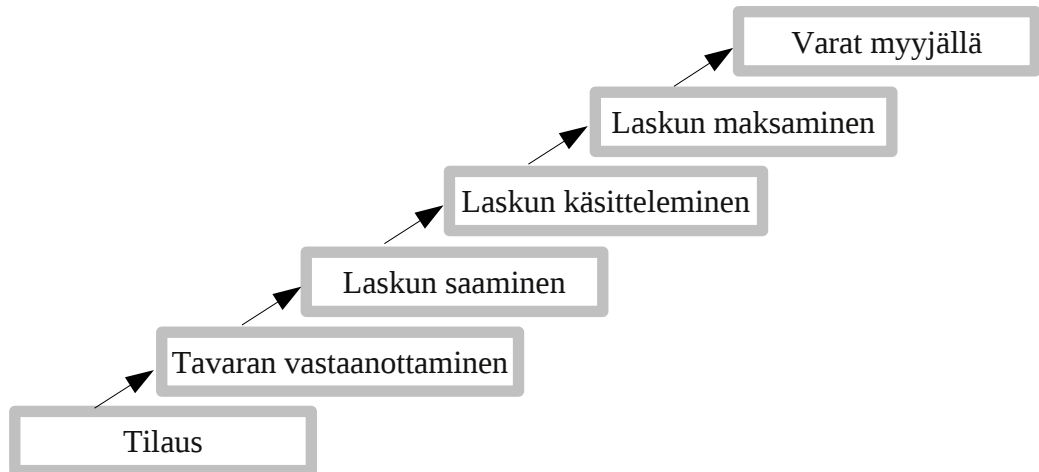 Varat myyjällä
Laskun maksaminen
Laskun käsitteleminen
Laskun saaminen
Tavaran vastaanottaminen
Tilaus